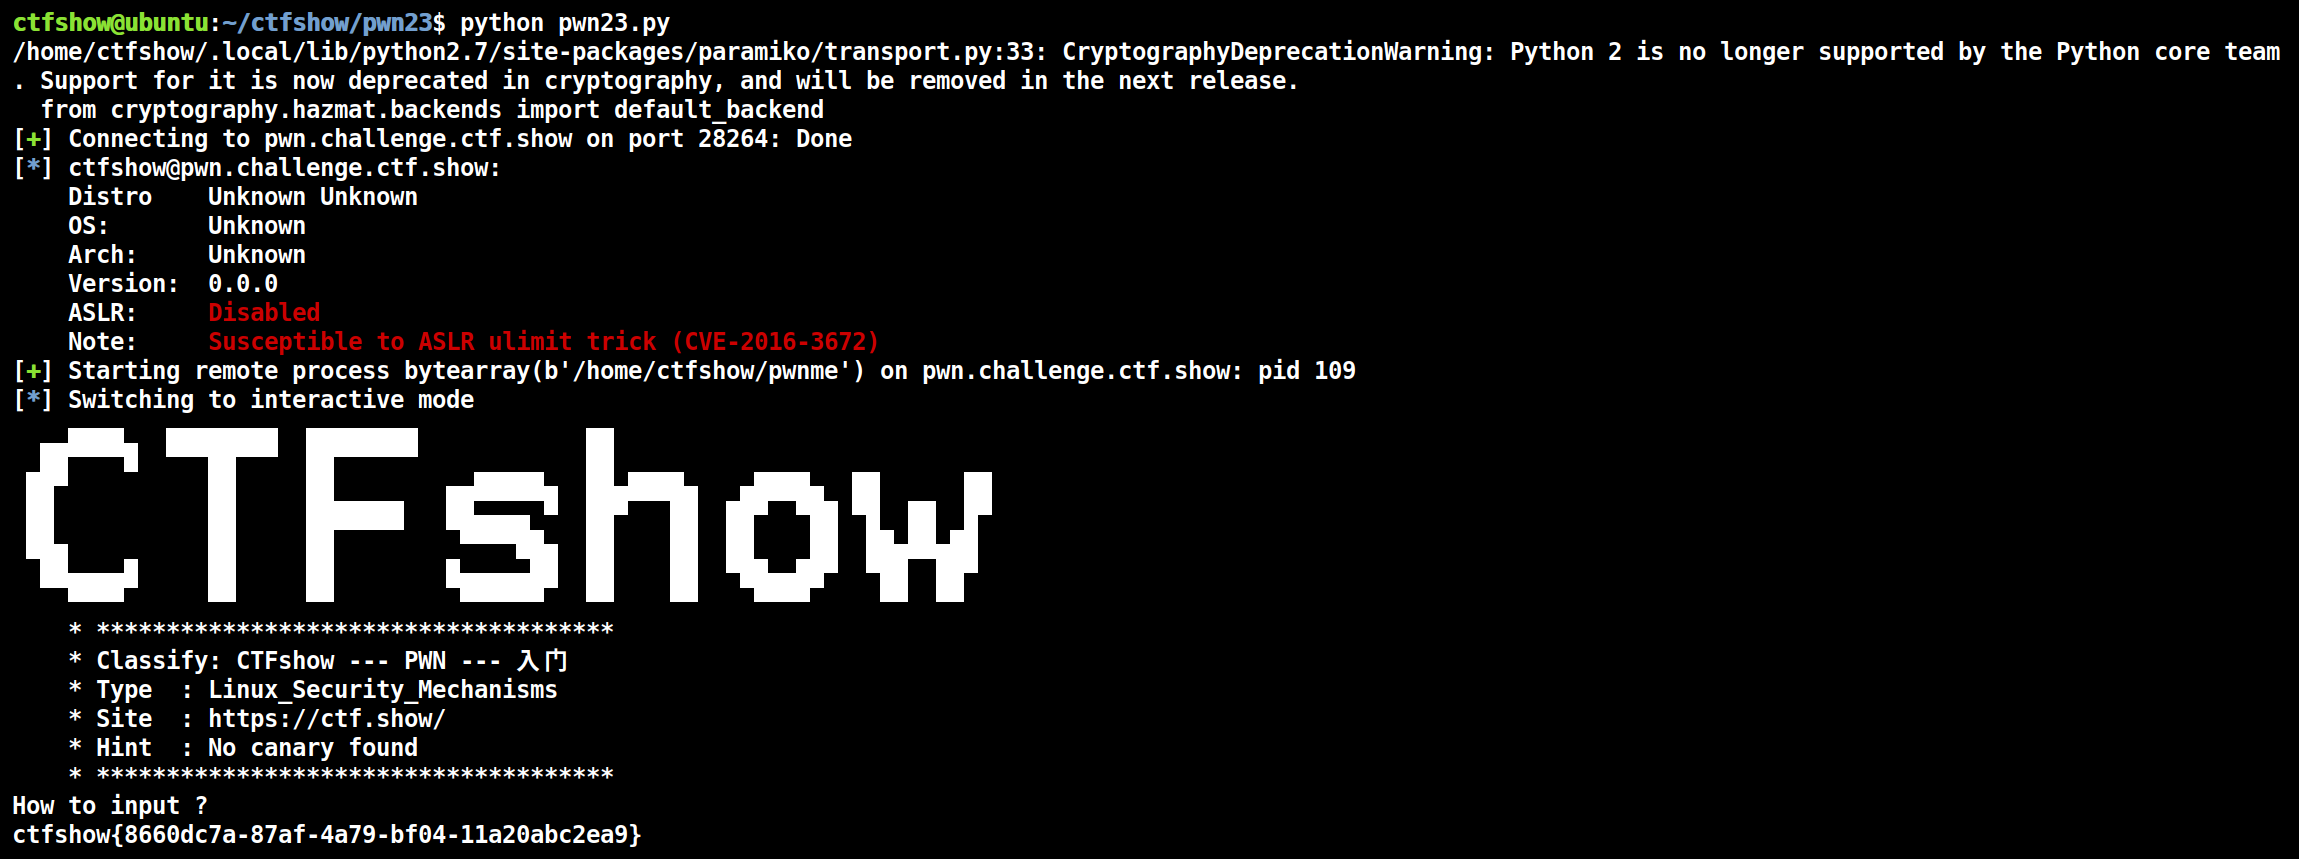 ctfshow@ubuntu:~/ctfshow/pwn23$ python pwn23.py
/home/ctfshow/.local/lib/python2.7/site-packages/paramiko/transport.py:33: CryptographyDeprecationWarning: Python 2 is no longer supported by the Python core team
. Support for it is now deprecated in cryptography, and will be removed in the next release.
  from cryptography.hazmat.backends import default_backend
[+] Connecting to pwn.challenge.ctf.show on port 28264: Done
[*] ctfshow@pwn.challenge.ctf.show:
    Distro    Unknown Unknown
    OS:       Unknown
    Arch:     Unknown
    Version:  0.0.0
    ASLR:     Disabled
    Note:     Susceptible to ASLR ulimit trick (CVE-2016-3672)
[+] Starting remote process bytearray(b'/home/ctfshow/pwnme') on pwn.challenge.ctf.show: pid 109
[*] Switching to interactive mode
CTFshow
    * *************************************
    * Classify: CTFshow --- PWN --- 入门
    * Type  : Linux_Security_Mechanisms
    * Site  : https://ctf.show/
    * Hint  : No canary found
    * *************************************
How to input ?
ctfshow{8660dc7a-87af-4a79-bf04-11a20abc2ea9}